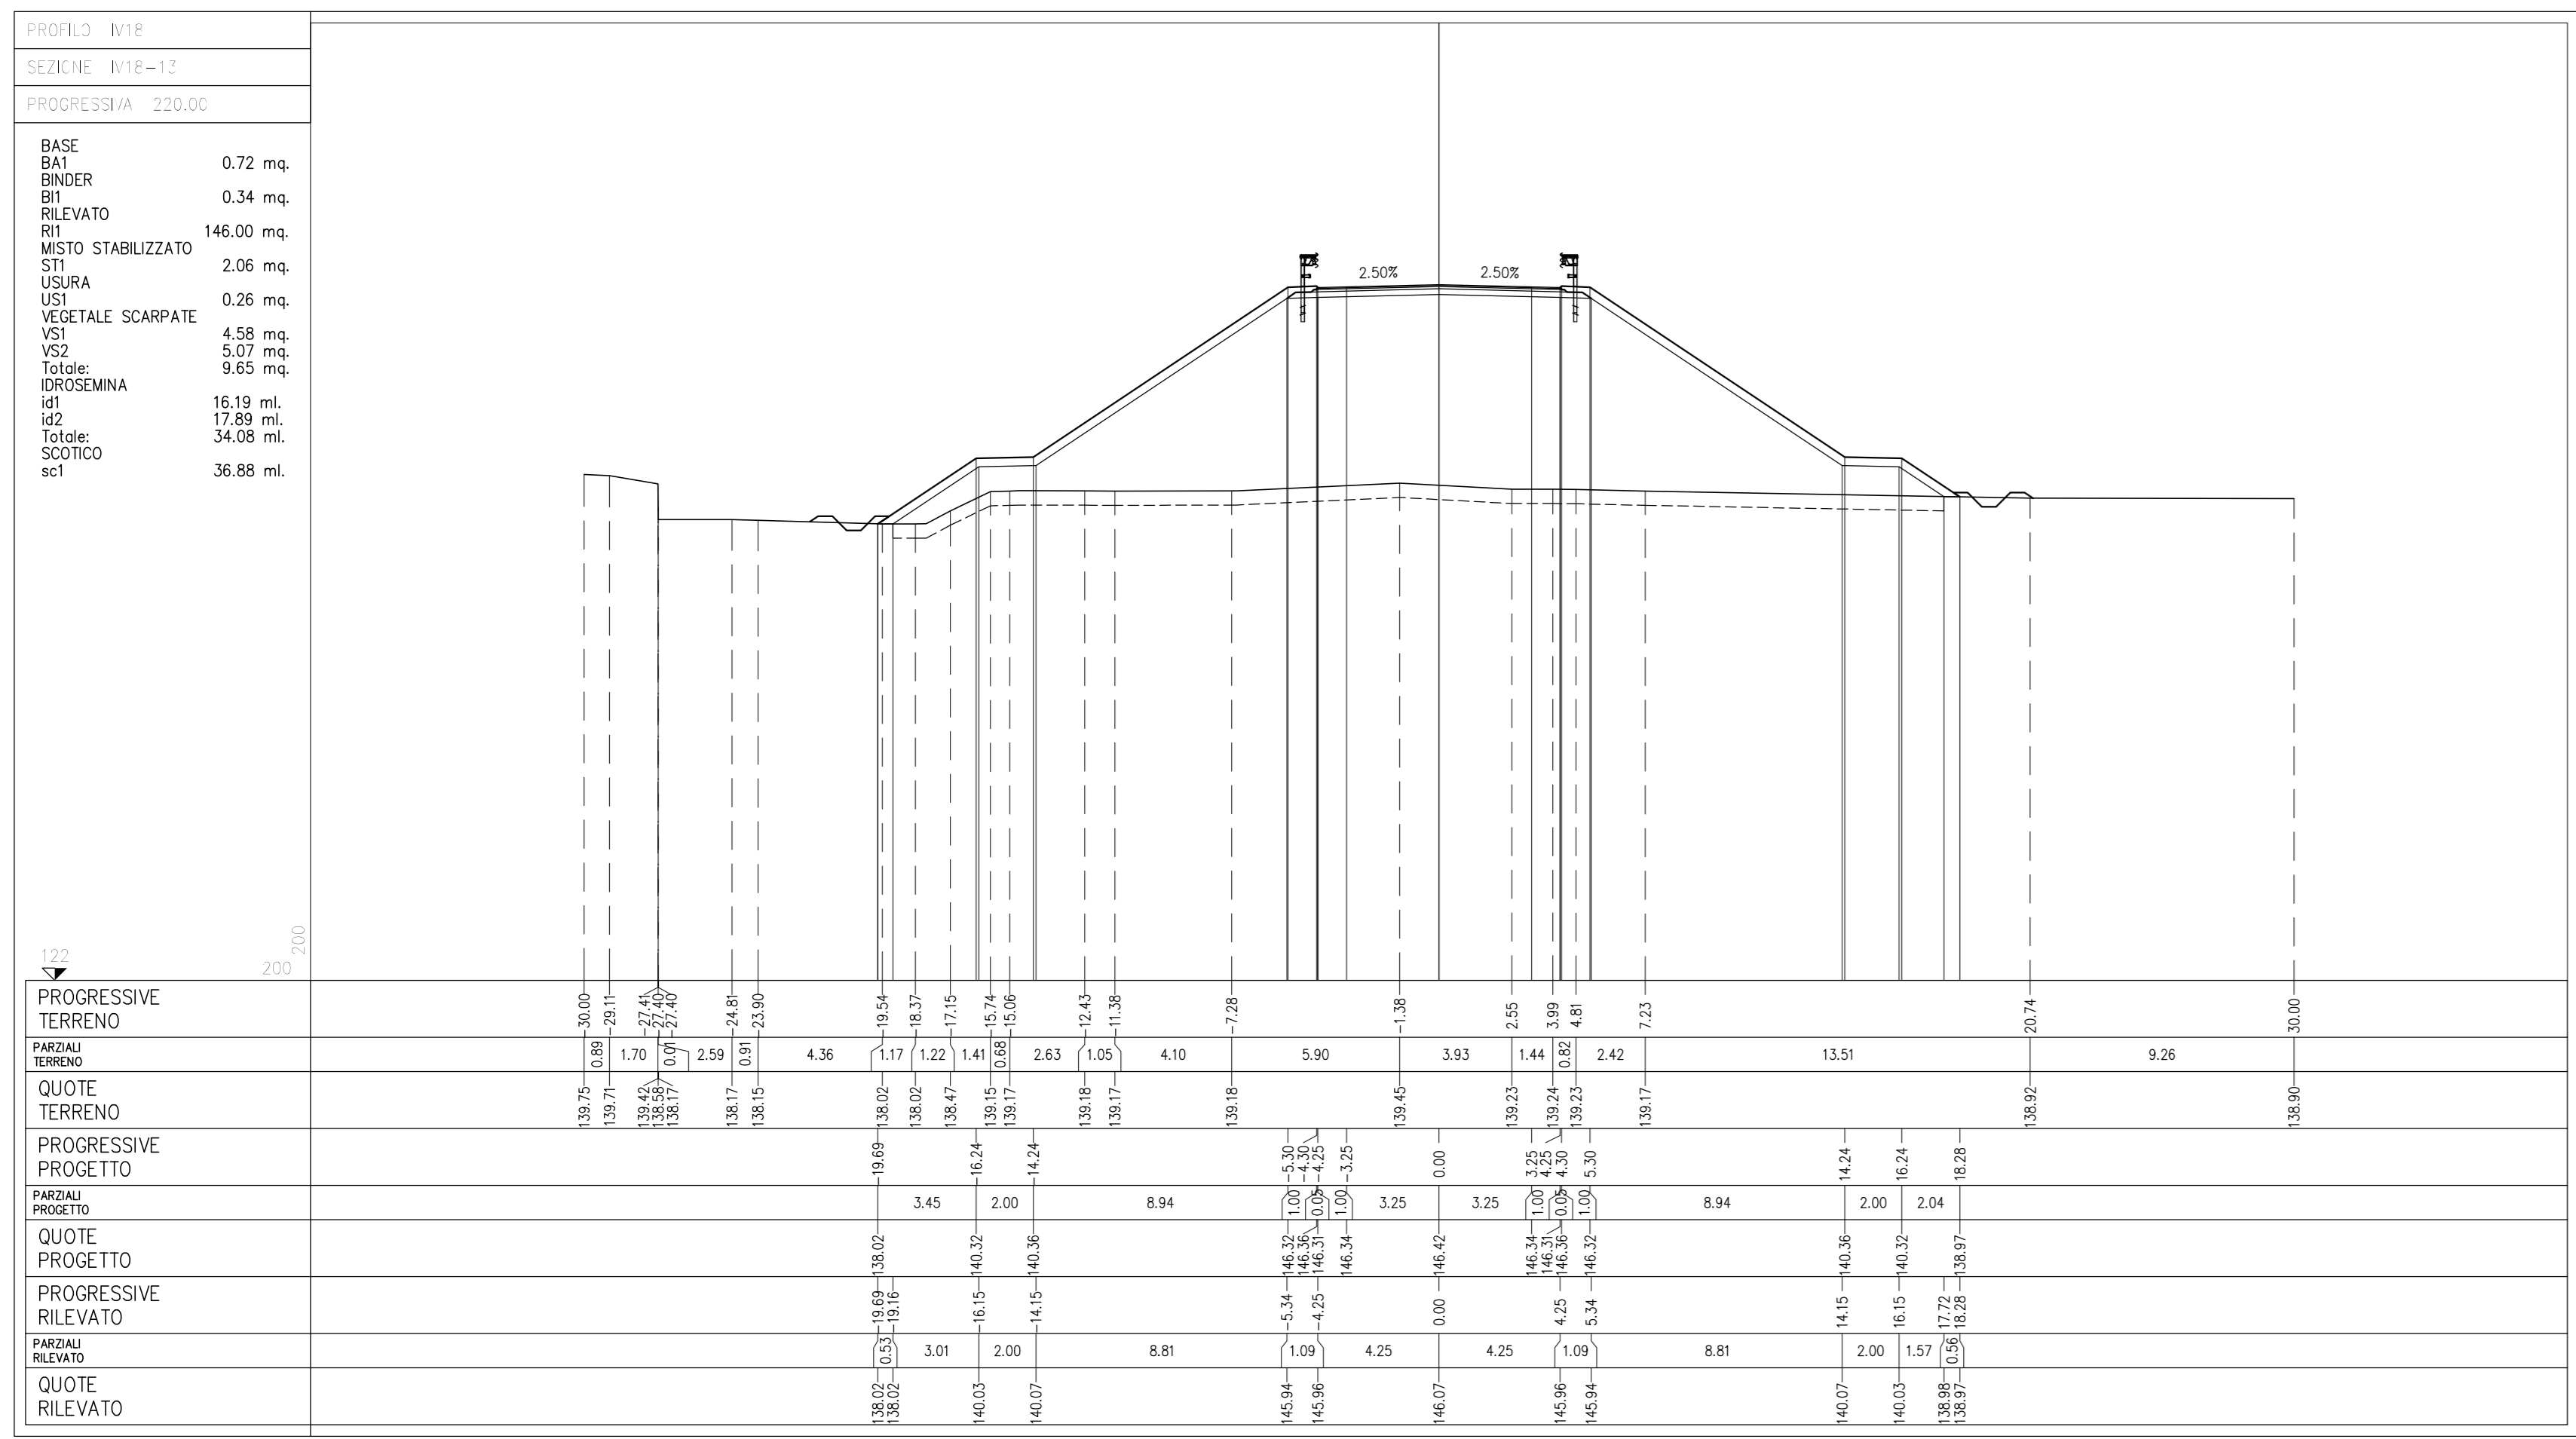 PROFILO IV18
SEZIONE IV18-13
PROGRESSIVA 220.00
BASE
BA1 0.72 mq.
BINDER
BI1 0.34 mq.
RILEVATO
RI1 146.00 mq.
MISTO STABILIZZATO
ST1 2.06 mq.
USURA
US1 0.26 mq.
VEGETALE SCARPATE
VS1 4.58 mq.
VS2 5.07 mq.
Totale: 9.65 mq.
IDROSEMINA
id1 16.19 ml.
id2 17.89 ml.
Totale: 34.08 ml.
SCOTICO
sc1 36.88 ml.
2.50% 2.50%
122 200 200
PROGRESSIVE TERRENO
-30.00 -29.11 -27.41 -27.40 -27.40 -24.81 -23.90 -19.54 -18.37 -17.15 -15.74 -15.06 -12.43 -11.38 -7.28 -1.38 2.55 3.99 4.81 7.23 20.74 30.00
PARZIALI TERRENO
0.89 1.70 0.01 2.59 0.91 4.36 1.17 1.22 1.41 0.68 2.63 1.05 4.10 5.90 3.93 1.44 0.82 2.42 13.51 9.26
QUOTE TERRENO
139.75 139.71 139.42 138.58 138.17 138.17 138.15 138.02 138.02 138.47 139.15 139.17 139.18 139.17 139.18 139.45 139.23 139.24 139.23 139.17 138.92 138.90
PROGRESSIVE PROGETTO
-19.69 -16.24 -14.24 -5.30 -4.30 -4.25 -3.25 0.00 3.25 4.25 4.30 5.30 14.24 16.24 18.28
PARZIALI PROGETTO
3.45 2.00 8.94 1.00 0.05 1.00 3.25 3.25 1.00 0.05 1.00 8.94 2.00 2.04
QUOTE PROGETTO
138.02 140.32 140.36 146.32 146.36 146.31 146.34 146.42 146.34 146.31 146.36 146.32 140.36 140.32 138.97
PROGRESSIVE RILEVATO
-19.69 -19.16 -16.15 -14.15 -5.34 -4.25 0.00 4.25 5.34 14.15 16.15 17.72 18.28
PARZIALI RILEVATO
0.53 3.01 2.00 8.81 1.09 4.25 4.25 1.09 8.81 2.00 1.57 0.56
QUOTE RILEVATO
138.02 138.02 140.03 140.07 145.94 145.96 146.07 145.96 145.94 140.07 140.03 138.98 138.97